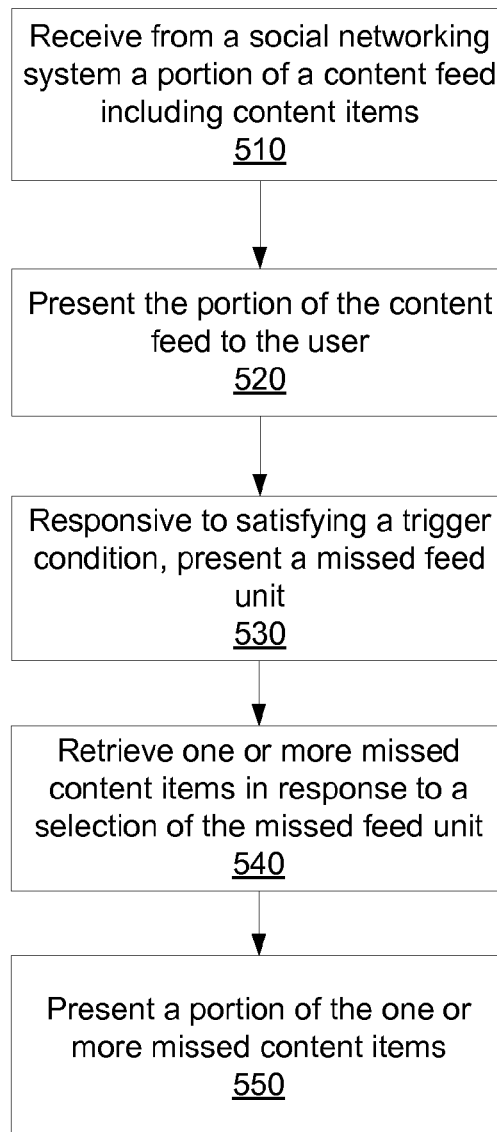 Receive from a social networking
system a portion of a content feed
including content items
510
Present the portion of the content
feed to the user
520
Responsive to satisfying a trigger
condition, present a missed feed
unit
530
Retrieve one or more missed
content items in response to a
selection of the missed feed unit
540
Present a portion of the one or
more missed content items
550